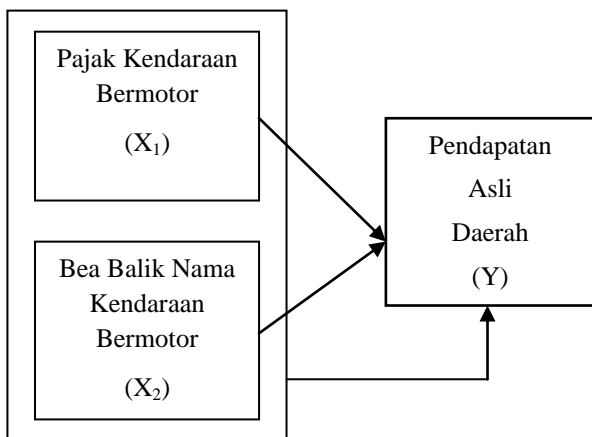 Pajak Kendaraan
Bermotor
(X₁)
Bea Balik Nama
Kendaraan
Bermotor
(X₂)
Pendapatan
Asli
Daerah
(Y)